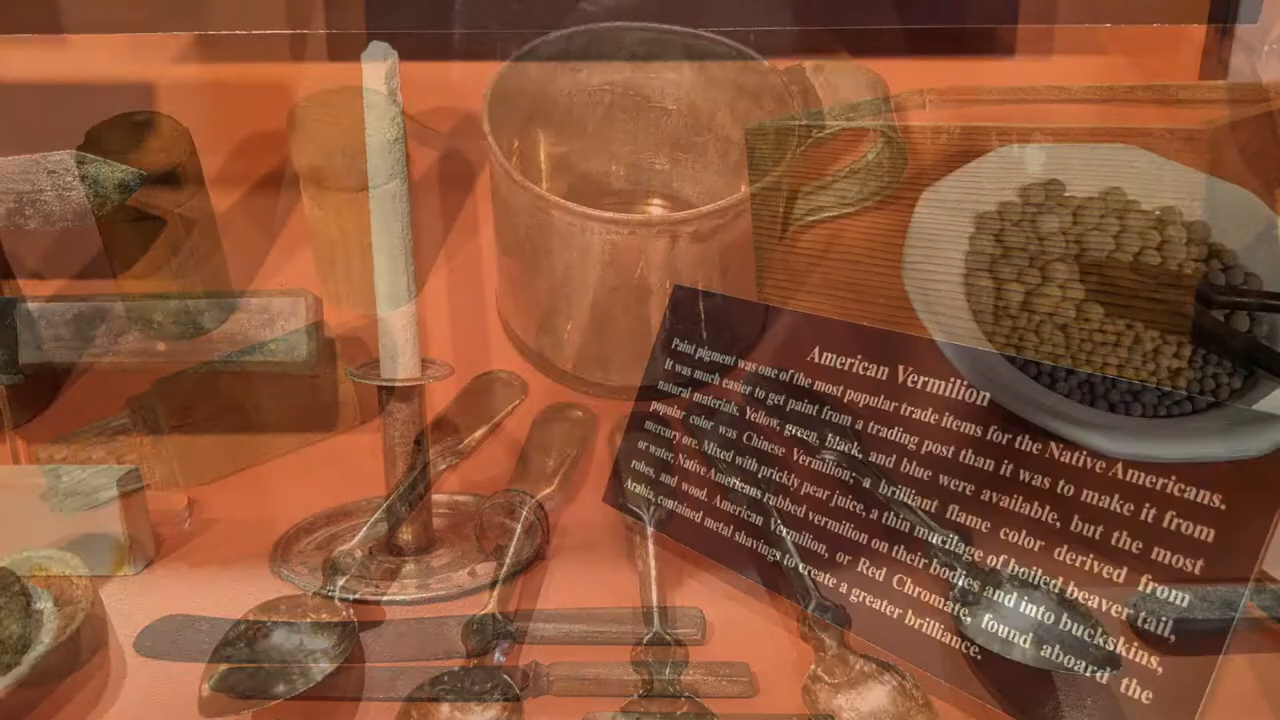 American Vermilion
Paint pigment was one of the most popular trade items for the Native Americans.
It was much easier to get paint from a trading post than it was to make it from
natural materials. Yellow, green, black, and blue were available, but the most
popular color was Chinese Vermilion; a brilliant flame color derived from
mercury ore. Mixed with prickly pear juice, a thin mucilage of boiled beaver tail,
or water, Native Americans rubbed vermilion on their bodies and into buckskins,
robes, and wood. American Vermilion, or Red Chromate, found aboard the
Arabia, contained metal shavings to create a greater brilliance.